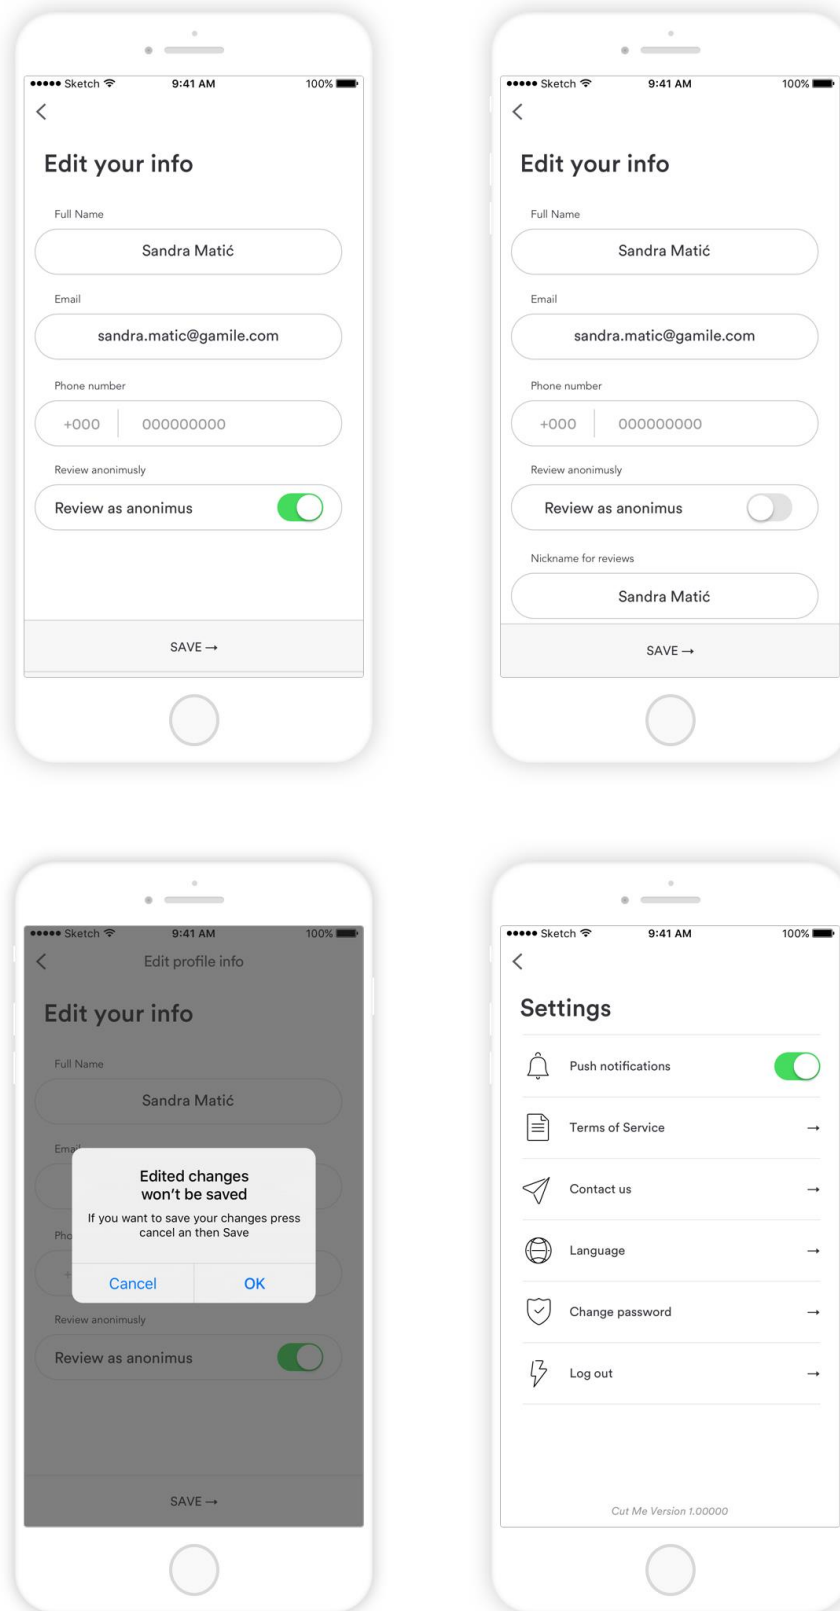 ●●●●● Sketch 9:41 AM 100%
Edit your info
Full Name
Sandra Matić
Email
sandra.matic@gamile.com
Phone number
+000 000000000
Review anonimusly
Review as anonimus
SAVE →
●●●●● Sketch 9:41 AM 100%
Edit your info
Full Name
Sandra Matić
Email
sandra.matic@gamile.com
Phone number
+000 000000000
Review anonimusly
Review as anonimus
Nickname for reviews
Sandra Matić
SAVE →
●●●●● Sketch 9:41 AM 100%
Edit profile info
Edit your info
Full Name
Sandra Matić
Ema
Edited changes
won't be saved
If you want to save your changes press
cancel an then Save
Pho
+
Cancel OK
Review anonimusly
Review as anonimus
SAVE →
●●●●● Sketch 9:41 AM 100%
Settings
Push notifications
Terms of Service →
Contact us →
Language →
Change password →
Log out →
Cut Me Version 1.00000